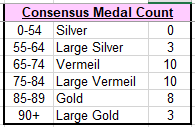 Consensus Medal Count
0-54 Silver 0
55-64 Large Silver 3
65-74 Vermeil 10
75-84 Large Vermeil 10
85-89 Gold 8
90+ Large Gold 3